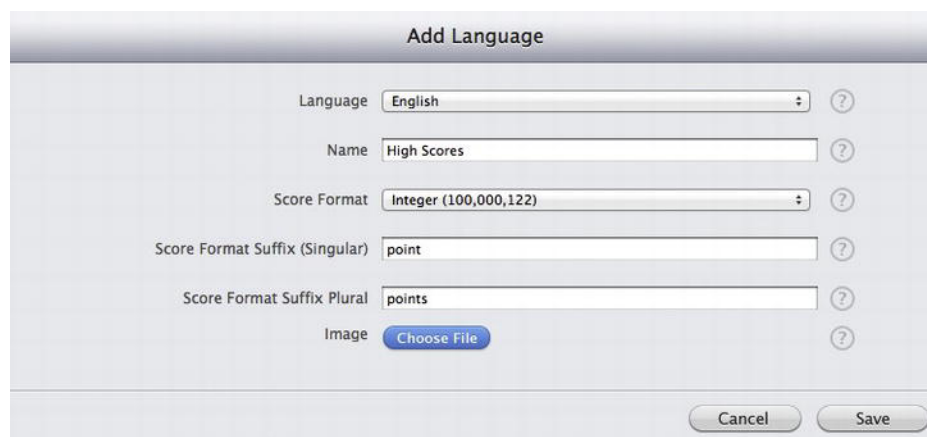 Add Language
Language English ?
Name High Scores ?
Score Format Integer (100,000,122) ?
Score Format Suffix (Singular) point ?
Score Format Suffix Plural points ?
Image Choose File ?
Cancel Save